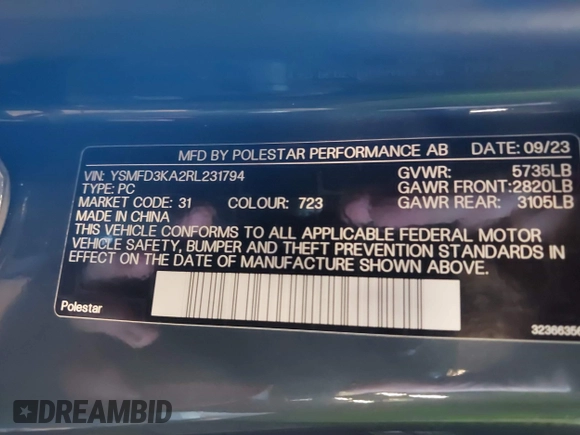 MFD BY POLESTAR PERFORMANCE AB DATE: 09/23
VIN: YSMFD3KA2RL231794 GVWR: 5735LB
TYPE: PC GAWR FRONT:2820LB
MARKET CODE: 31 COLOUR: 723 GAWR REAR: 3105LB
MADE IN CHINA
THIS VEHICLE CONFORMS TO ALL APPLICABLE FEDERAL MOTOR
VEHICLE SAFETY, BUMPER AND THEFT PREVENTION STANDARDS IN
EFFECT ON THE DATE OF MANUFACTURE SHOWN ABOVE.
Polestar
DREAMBID